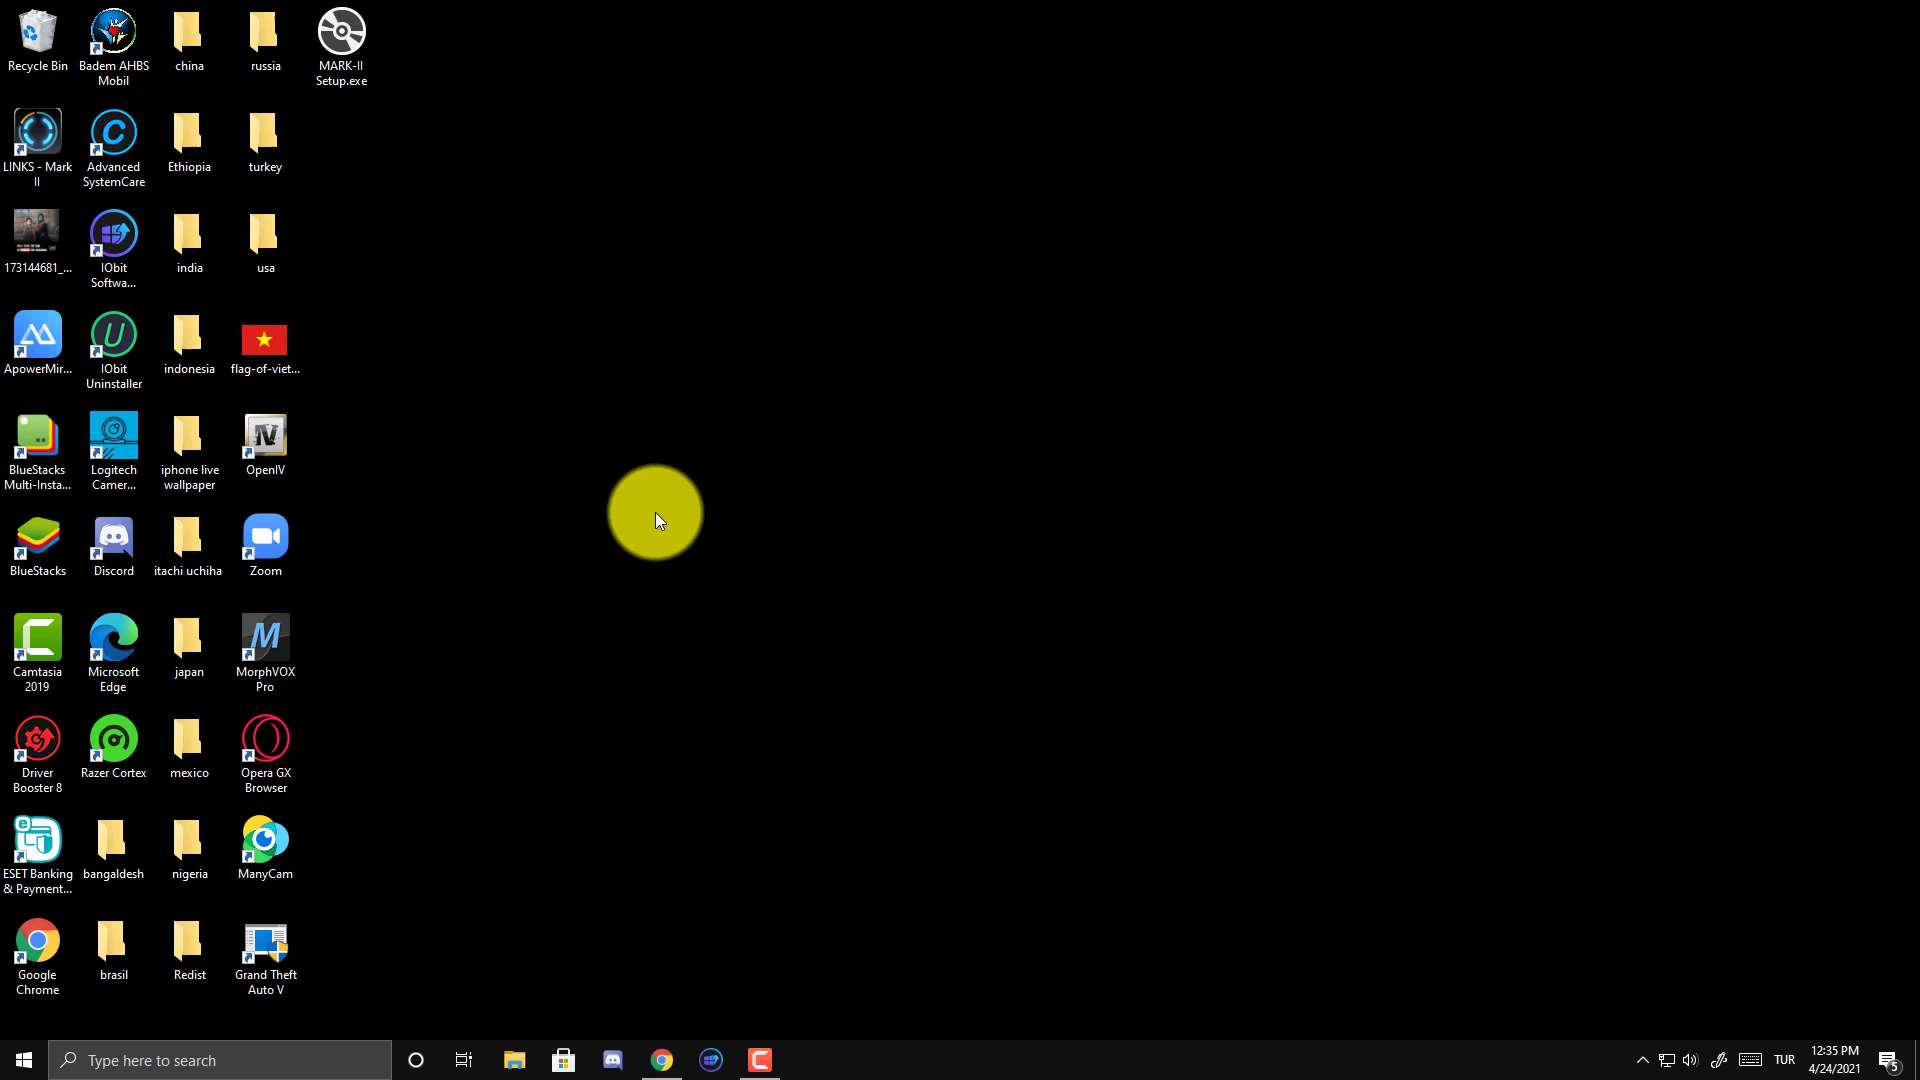 Recycle Bin
Badem AHBS
Mobil
china
russia
MARK-II
Setup.exe
LINKS - Mark
II
Advanced
SystemCare
Ethiopia
turkey
173144681_...
IObit
Softwa...
india
usa
ApowerMir...
IObit
Uninstaller
indonesia
flag-of-viet...
BlueStacks
Multi-Insta...
Logitech
Camer...
iphone live
wallpaper
OpenIV
BlueStacks
Discord
itachi uchiha
Zoom
Camtasia
2019
Microsoft
Edge
japan
MorphVOX
Pro
Driver
Booster 8
Razer Cortex
mexico
Opera GX
Browser
ESET Banking
& Payment...
bangaldesh
nigeria
ManyCam
Google
Chrome
brasil
Redist
Grand Theft
Auto V
Type here to search
TUR
12:35 PM
4/24/2021
5